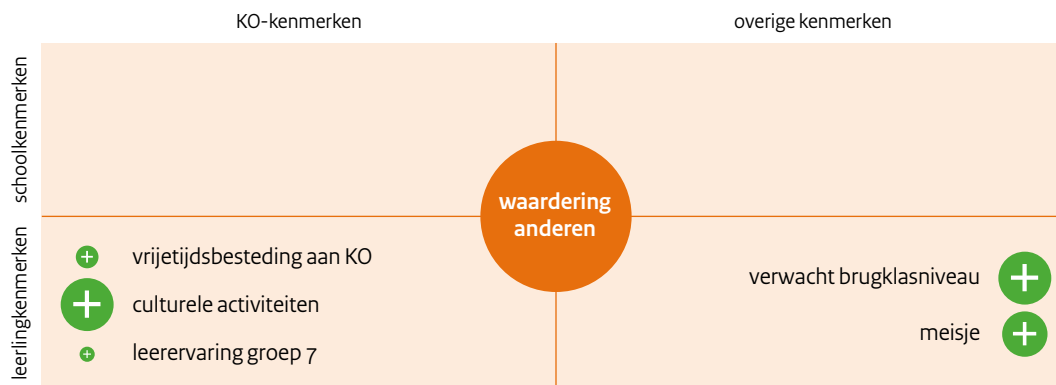 KO-kenmerken
overige kenmerken
schoolkenmerken
waardering
anderen
leerlingkenmerken
+ vrijetijdsbesteding aan KO
+ culturele activiteiten
+ leerervaring groep 7
verwacht brugklasniveau +
meisje +